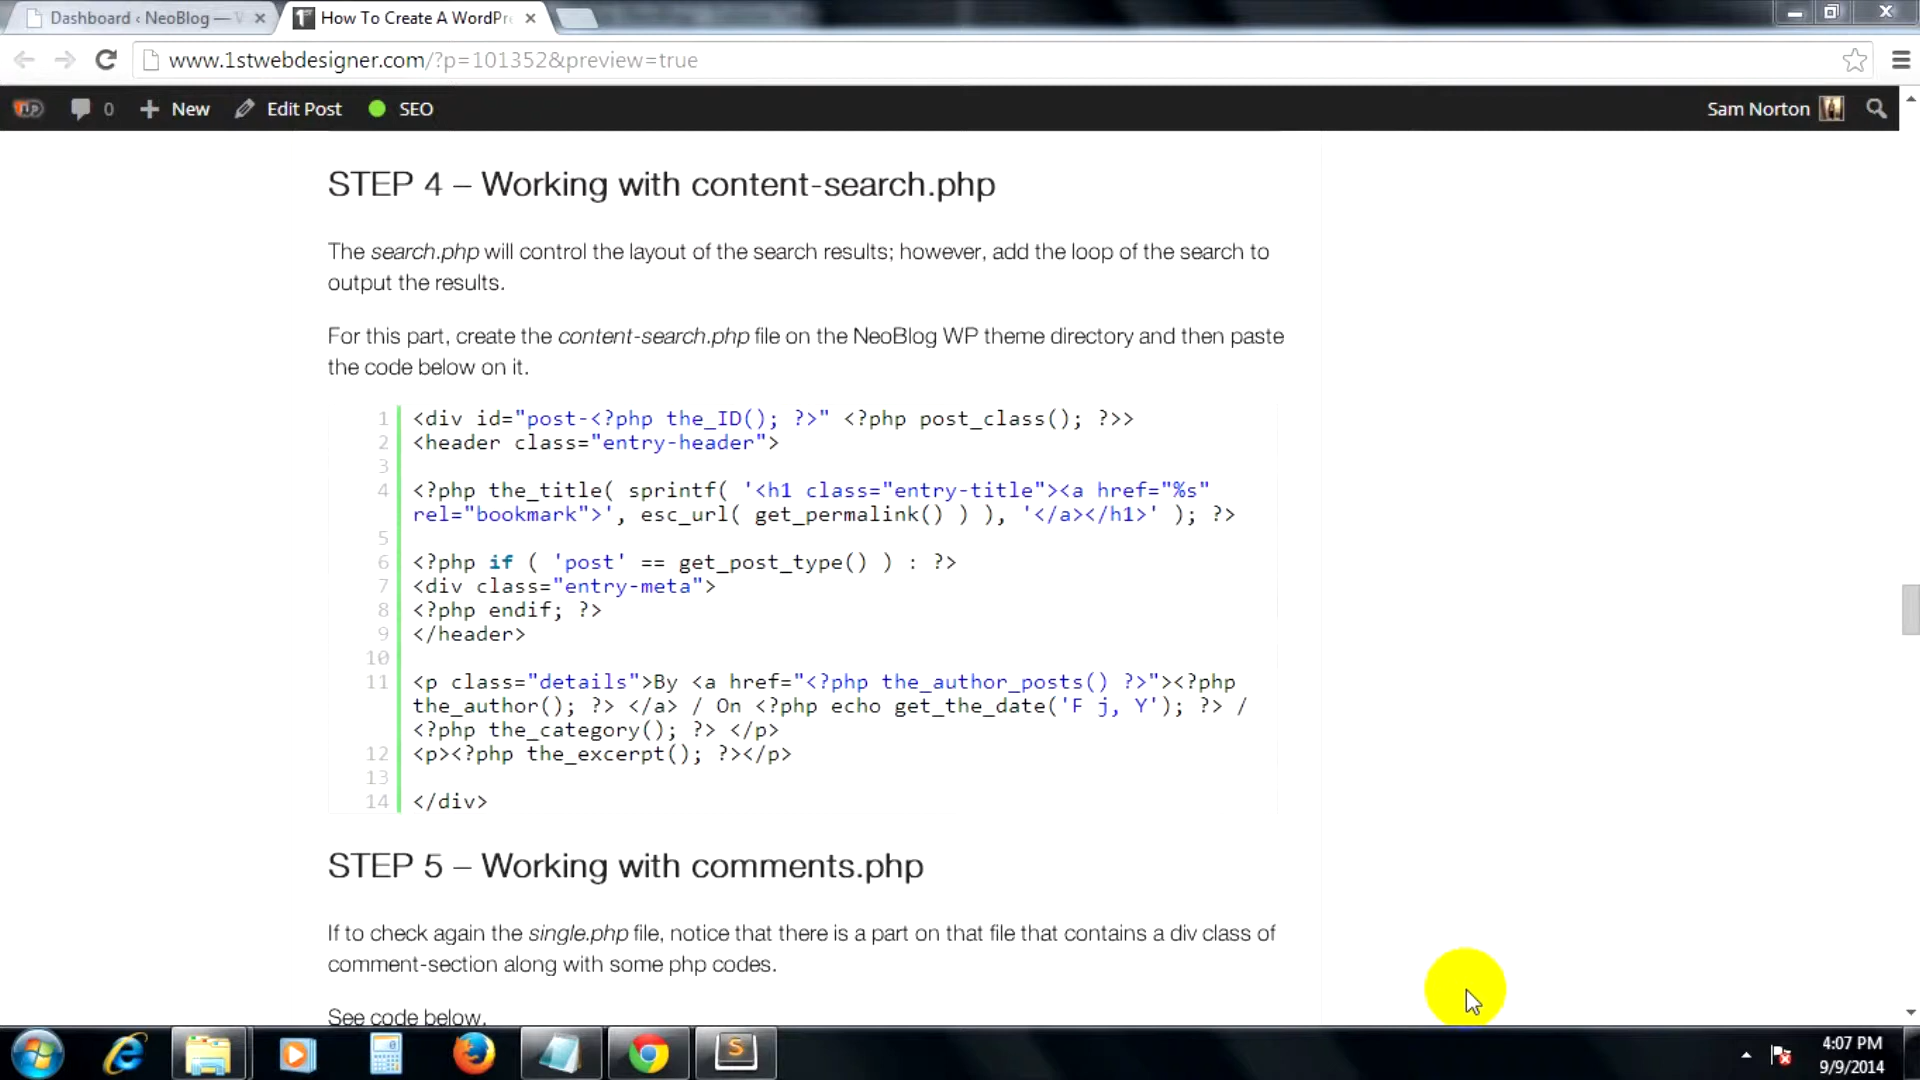 Dashboard ‹ NeoBlog —
How To Create A WordPre
www.1stwebdesigner.com/?p=101352&preview=true
0 New Edit Post SEO Sam Norton
STEP 4 – Working with content-search.php
The search.php will control the layout of the search results; however, add the loop of the search to
output the results.
For this part, create the content-search.php file on the NeoBlog WP theme directory and then paste
the code below on it.
1 <div id="post-<?php the_ID(); ?>" <?php post_class(); ?>>
2 <header class="entry-header">
3
4 <?php the_title( sprintf( '<h1 class="entry-title"><a href="%s"
rel="bookmark">', esc_url( get_permalink() ) ), '</a></h1>' ); ?>
5
6 <?php if ( 'post' == get_post_type() ) : ?>
7 <div class="entry-meta">
8 <?php endif; ?>
9 </header>
10
11 <p class="details">By <a href="<?php the_author_posts() ?>"><?php
the_author(); ?> </a> / On <?php echo get_the_date('F j, Y'); ?> /
<?php the_category(); ?> </p>
12 <p><?php the_excerpt(); ?></p>
13
14 </div>
STEP 5 – Working with comments.php
If to check again the single.php file, notice that there is a part on that file that contains a div class of
comment-section along with some php codes.
See code below.
4:07 PM
9/9/2014